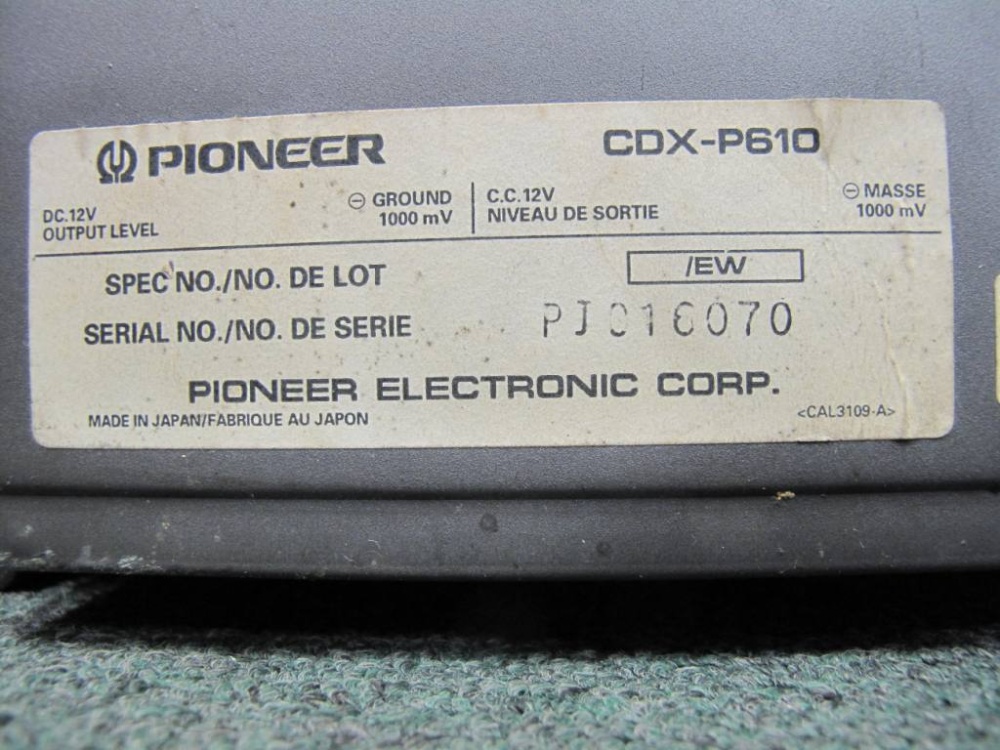 PIONEER CDX-P610
DC.12V ⊖ GROUND
OUTPUT LEVEL 1000 mV
C.C.12V ⊖ MASSE
NIVEAU DE SORTIE 1000 mV
SPEC NO./NO. DE LOT /EW
SERIAL NO./NO. DE SERIE PJ016070
PIONEER ELECTRONIC CORP.
MADE IN JAPAN/FABRIQUE AU JAPON <CAL3109-A>